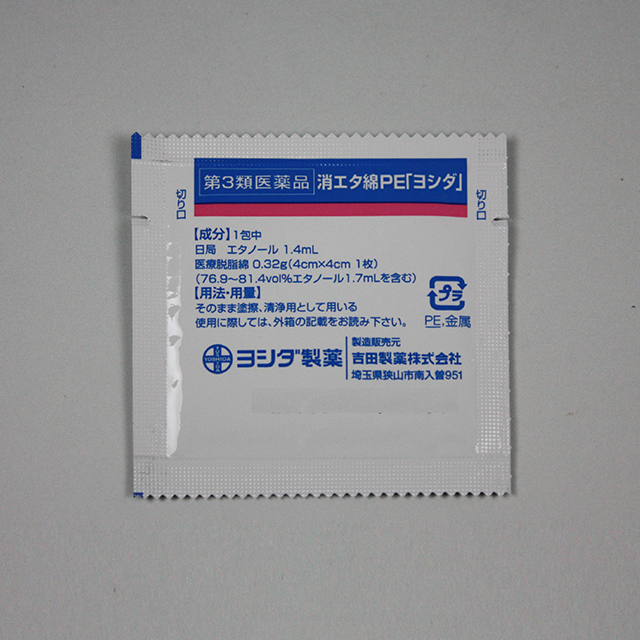 第3類医薬品 消エタ綿PE「ヨシダ」
切り口
切り口
【成分】1包中
日局 エタノール 1.4mL
医療脱脂綿 0.32g(4cm×4cm 1枚)
(76.9～81.4vol%エタノール1.7mLを含む)
【用法・用量】
そのまま塗擦、清浄用として用いる
使用に際しては、外箱の記載をお読み下さい。
プラ
PE,金属
YOSHIDA
ヨシダ製薬
製造販売元
吉田製薬株式会社
埼玉県狭山市南入曽951